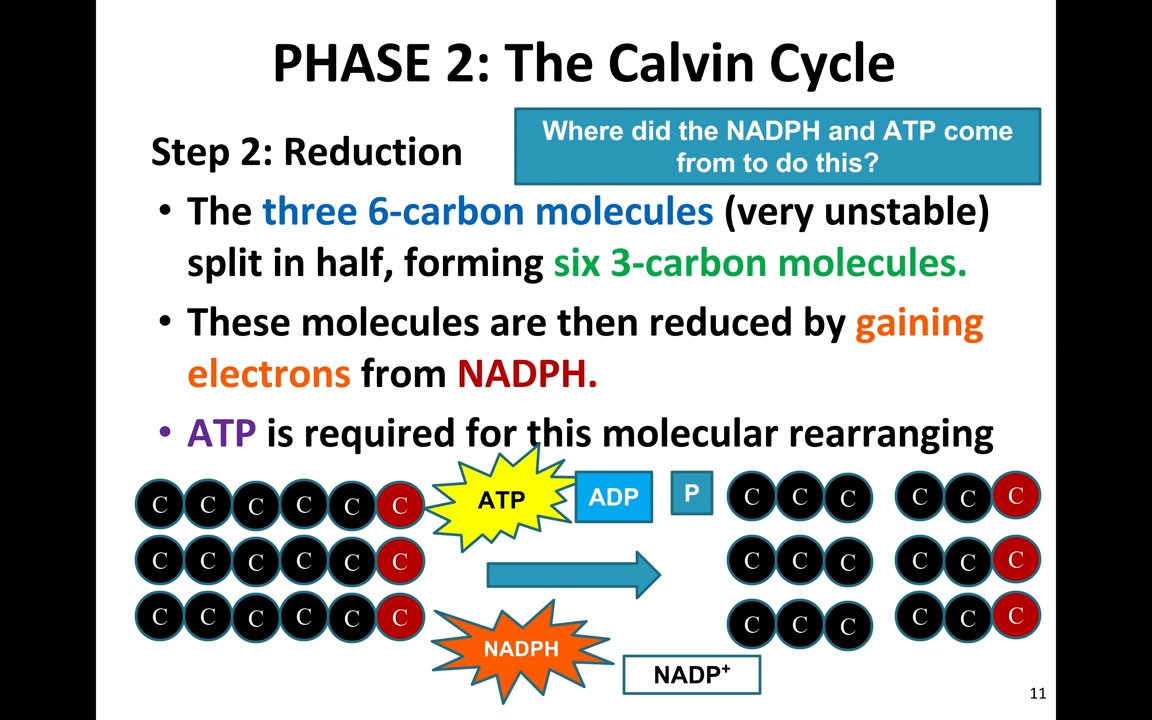 PHASE 2: The Calvin Cycle
Where did the NADPH and ATP come
from to do this?
Step 2: Reduction
• The three 6-carbon molecules (very unstable)
split in half, forming six 3-carbon molecules.
• These molecules are then reduced by gaining
electrons from NADPH.
• ATP is required for this molecular rearranging
C C C C C C ATP ADP P C C C C C C
C C C C C C C C C C C C
C C C C C C C C C C C C
NADPH
NADP⁺
11